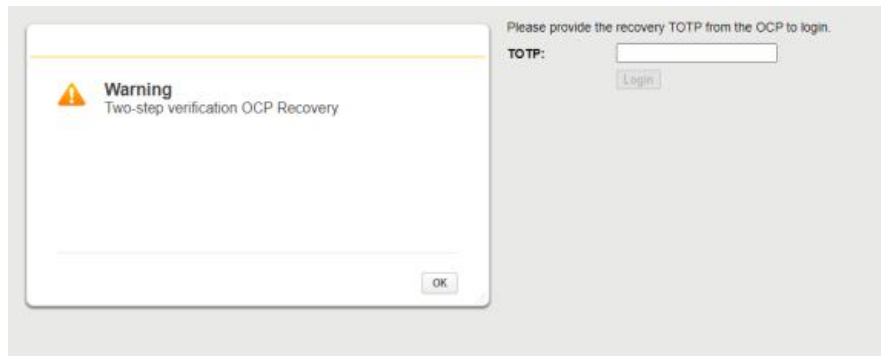 Warning
Two-step verification OCP Recovery
OK
Please provide the recovery TOTP from the OCP to login.
TOTP:
Login